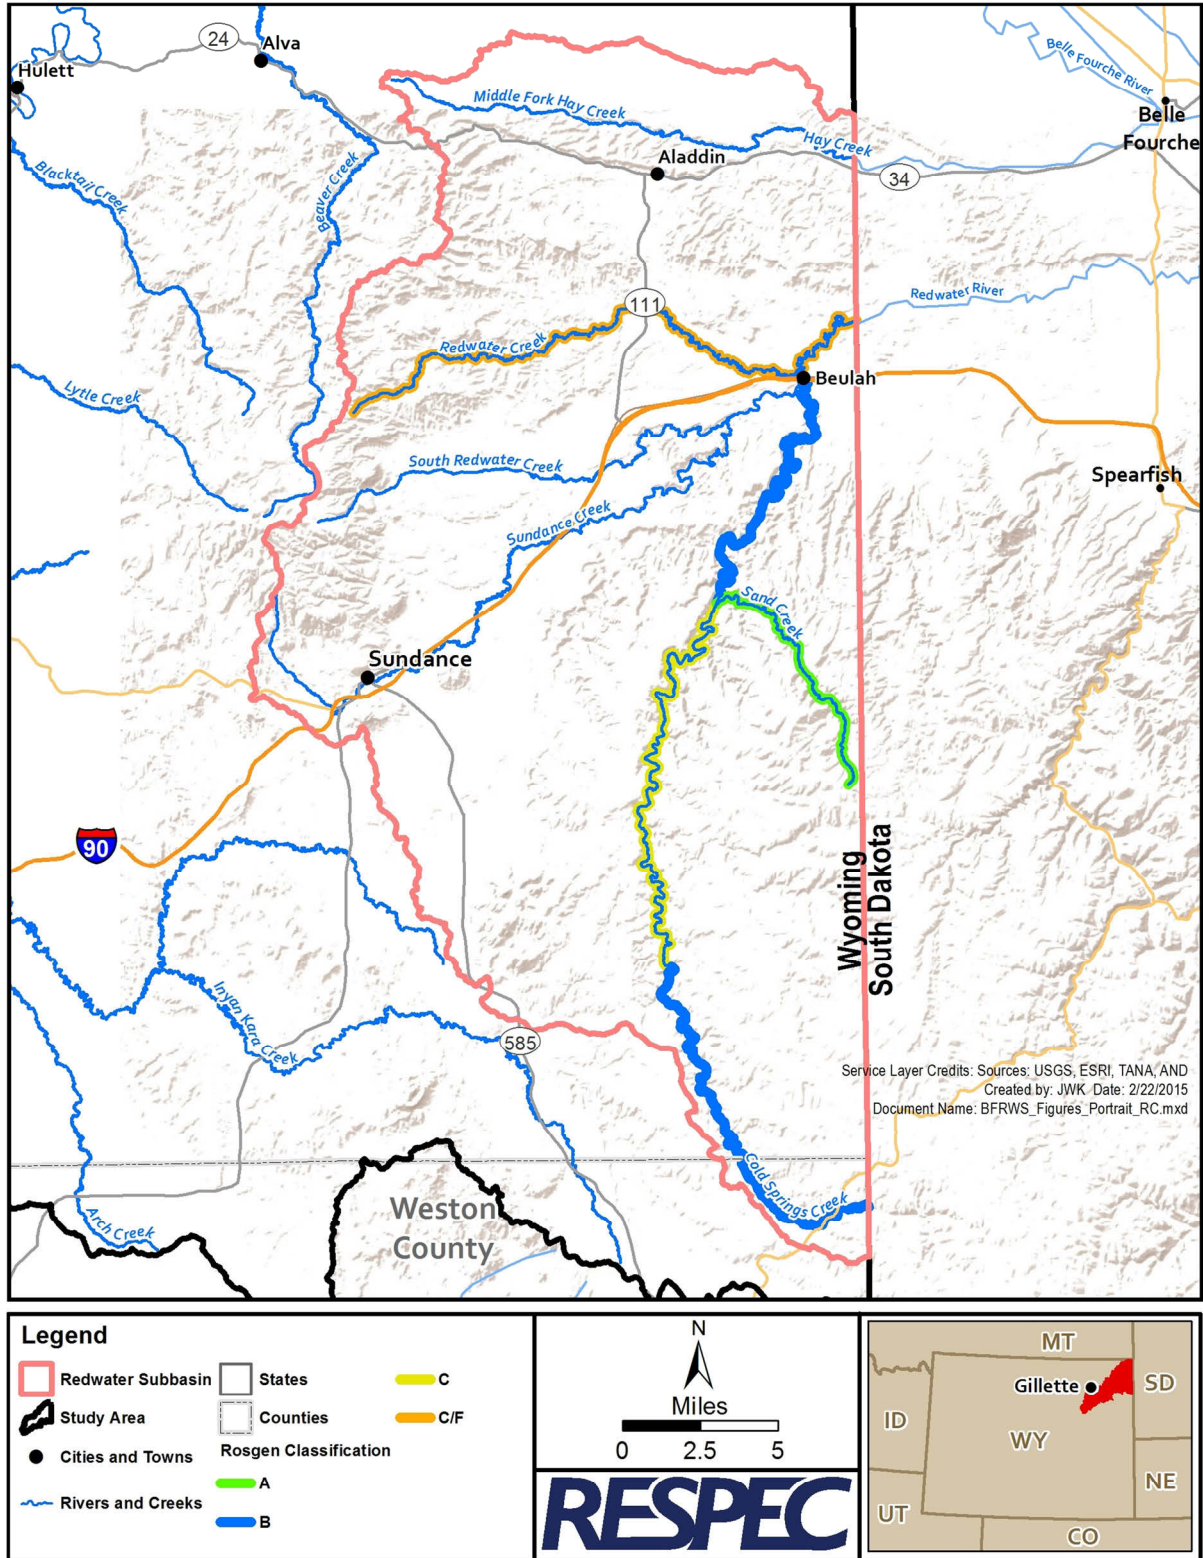 24
Alva
Hulett
Belle Fourche River
Middle Fork Hay Creek
Belle
Fourche
Hay Creek
Aladdin
34
Blacktail Creek
Beaver Creek
Redwater River
111
Redwater Creek
Beulah
Lytle Creek
South Redwater Creek
Spearfish
Sundance Creek
Sand Creek
Sundance
90
Wyoming
South Dakota
Inyan Kara Creek
585
Service Layer Credits: Sources: USGS, ESRI, TANA, AND
Created by: JWK Date: 2/22/2015
Document Name: BFRWS_Figures_Portrait_RC.mxd
Cold Springs Creek
Arch Creek
Weston
County
Legend
Redwater Subbasin
Study Area
Cities and Towns
Rivers and Creeks
States
Counties
Rosgen Classification
A
B
C
C/F
N
Miles
0 2.5 5
RESPEC
MT
Gillette
SD
ID
WY
NE
UT
CO